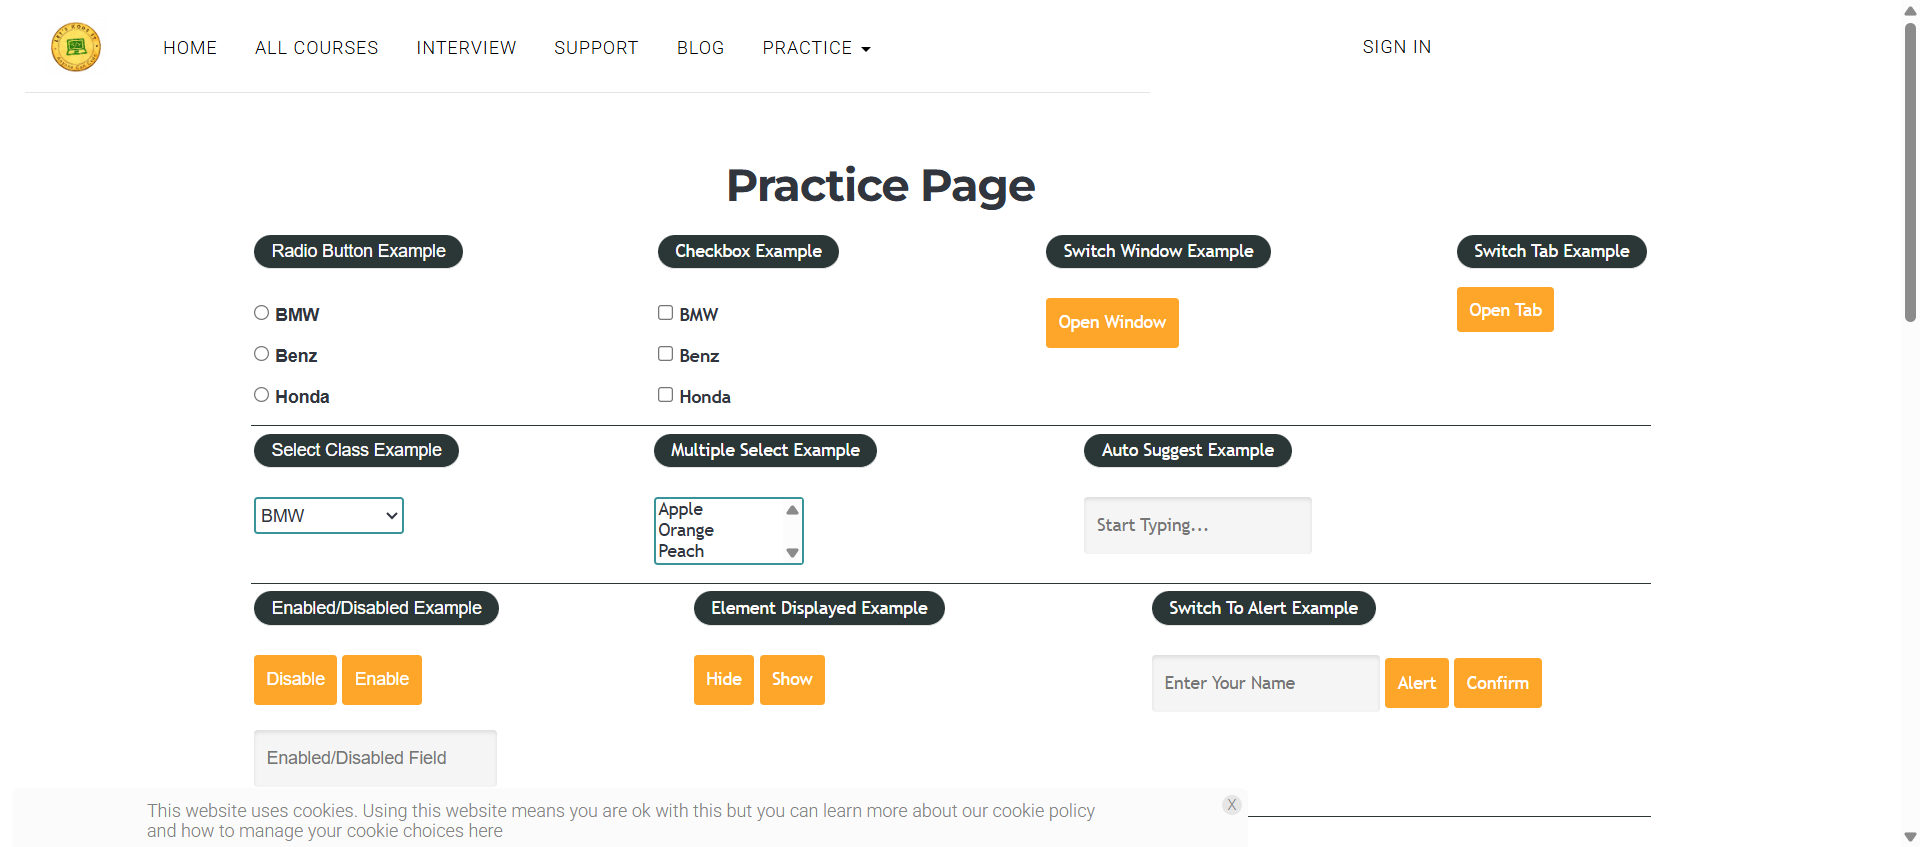 HOME ALL COURSES INTERVIEW SUPPORT BLOG PRACTICE SIGN IN
Practice Page
Radio Button Example Checkbox Example Switch Window Example Switch Tab Example
BMW BMW Open Window Open Tab
Benz Benz
Honda Honda
Select Class Example Multiple Select Example Auto Suggest Example
BMW Apple Start Typing...
Orange
Peach
Enabled/Disabled Example Element Displayed Example Switch To Alert Example
Disable Enable Hide Show Enter Your Name Alert Confirm
Enabled/Disabled Field
This website uses cookies. Using this website means you are ok with this but you can learn more about our cookie policy X
and how to manage your cookie choices here